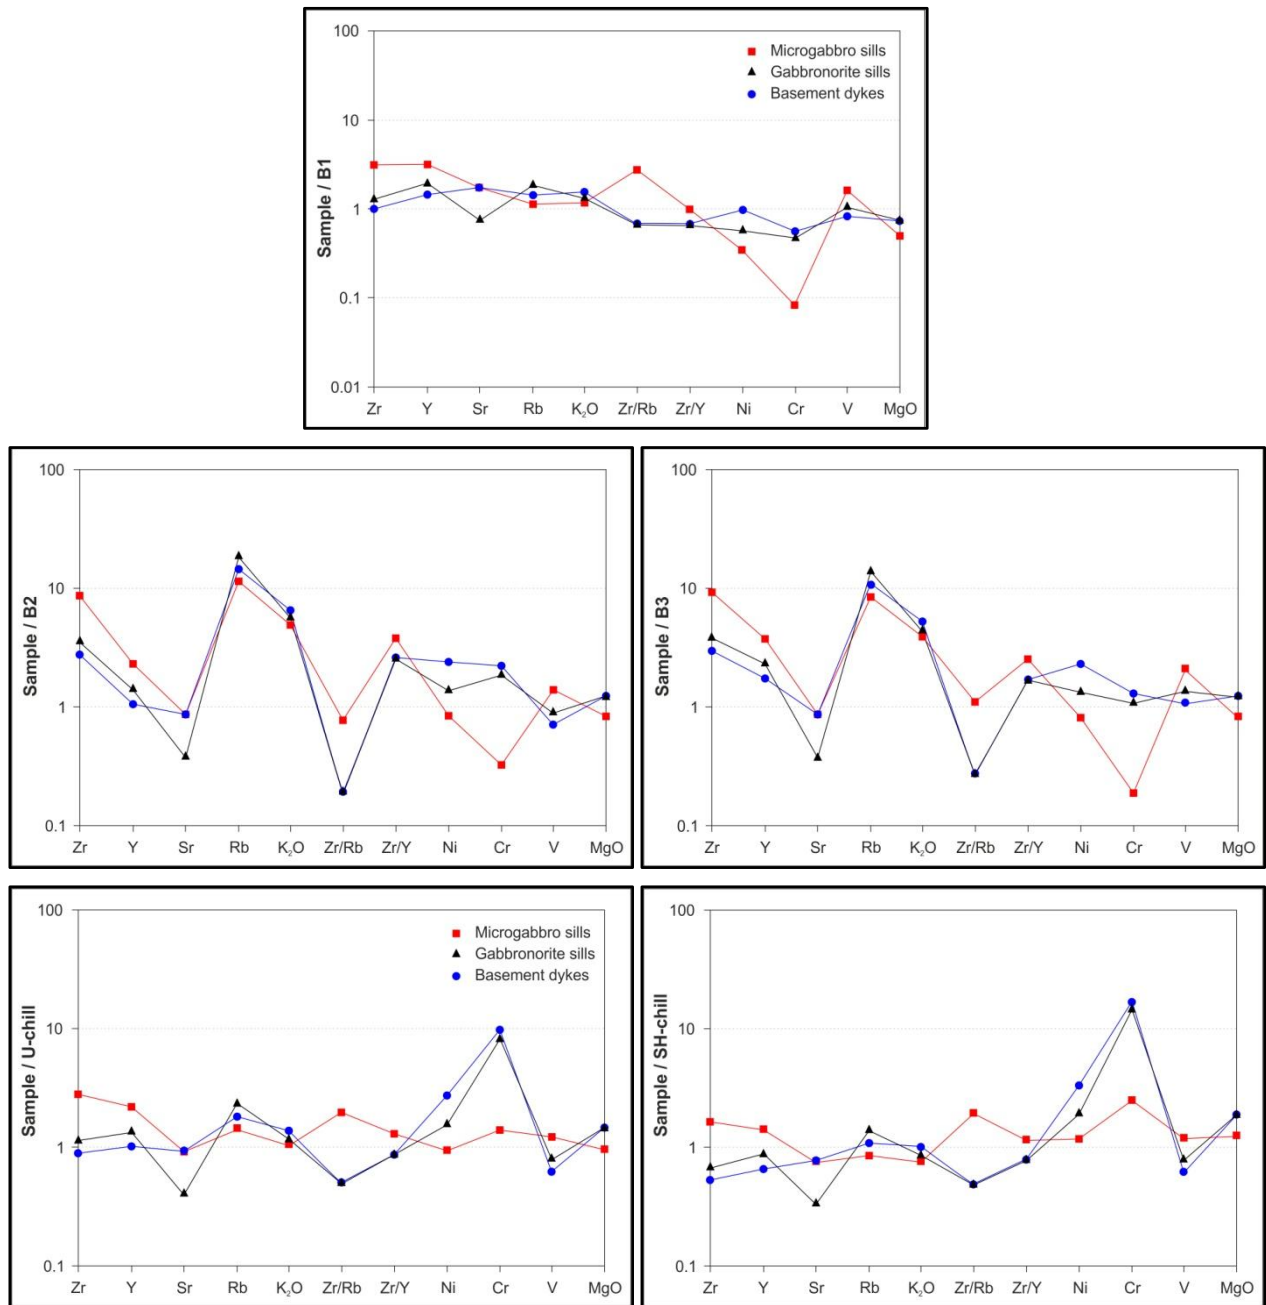 100
10
1
0.1
0.01
Sample / B1
Microgabbro sills
Gabbronorite sills
Basement dykes
Zr Y Sr Rb K₂O Zr/Rb Zr/Y Ni Cr V MgO
100
10
1
0.1
Sample / B2
Zr Y Sr Rb K₂O Zr/Rb Zr/Y Ni Cr V MgO
100
10
1
0.1
Sample / B3
Zr Y Sr Rb K₂O Zr/Rb Zr/Y Ni Cr V MgO
100
10
1
0.1
Sample / U-chill
Microgabbro sills
Gabbronorite sills
Basement dykes
Zr Y Sr Rb K₂O Zr/Rb Zr/Y Ni Cr V MgO
100
10
1
0.1
Sample / SH-chill
Zr Y Sr Rb K₂O Zr/Rb Zr/Y Ni Cr V MgO